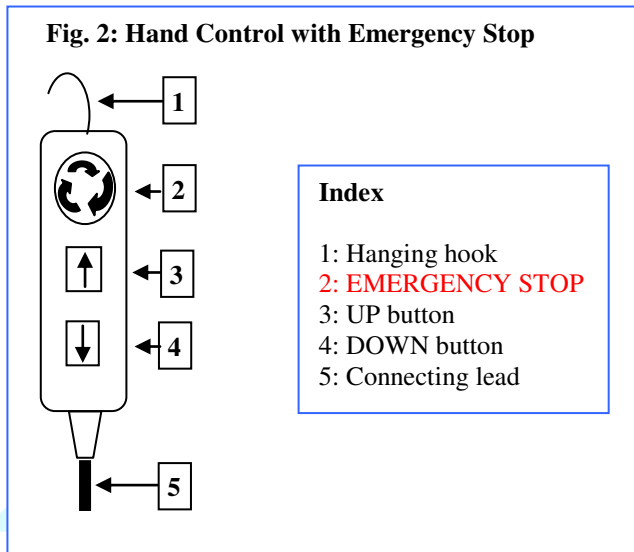 Fig. 2: Hand Control with Emergency Stop
1
2
3
4
5
Index
1: Hanging hook
2: EMERGENCY STOP
3: UP button
4: DOWN button
5: Connecting lead